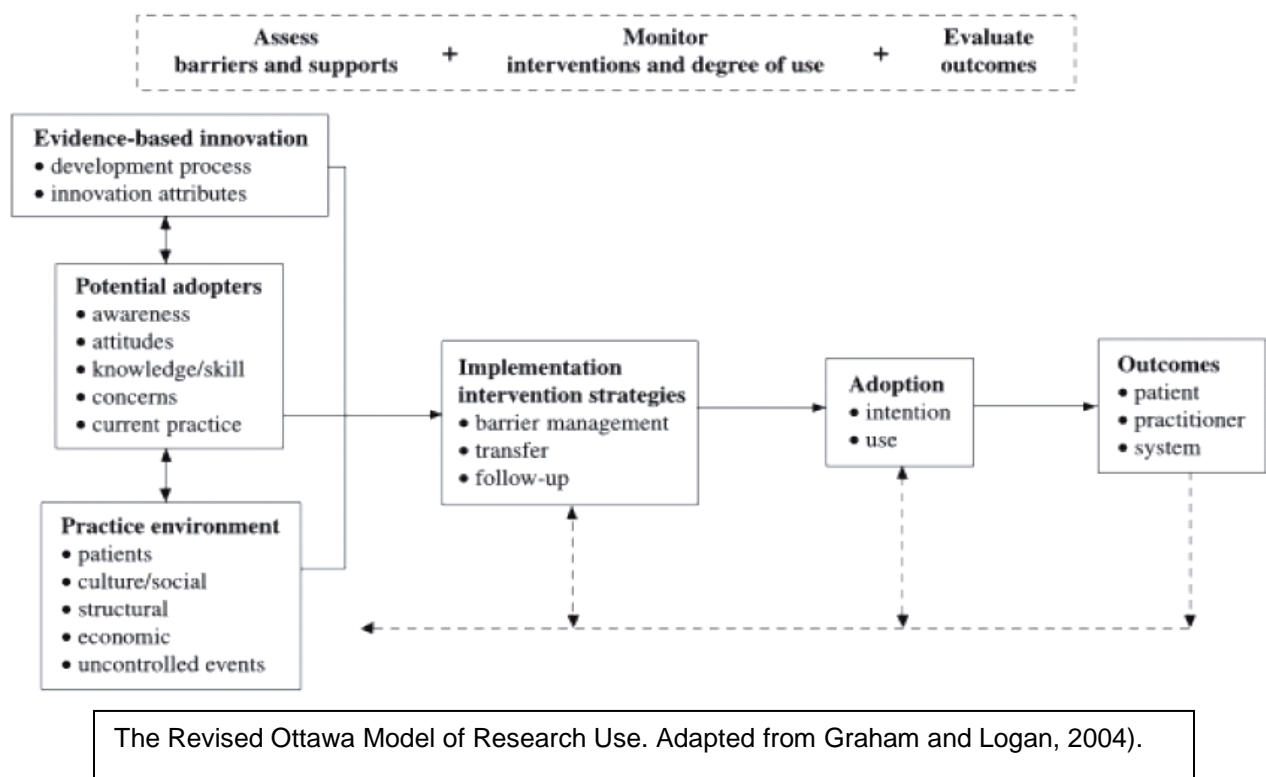 Assess
barriers and supports
+
Monitor
interventions and degree of use
+
Evaluate
outcomes
Evidence-based innovation
• development process
• innovation attributes
Potential adopters
• awareness
• attitudes
• knowledge/skill
• concerns
• current practice
Practice environment
• patients
• culture/social
• structural
• economic
• uncontrolled events
Implementation
intervention strategies
• barrier management
• transfer
• follow-up
Adoption
• intention
• use
Outcomes
• patient
• practitioner
• system
The Revised Ottawa Model of Research Use. Adapted from Graham and Logan, 2004).